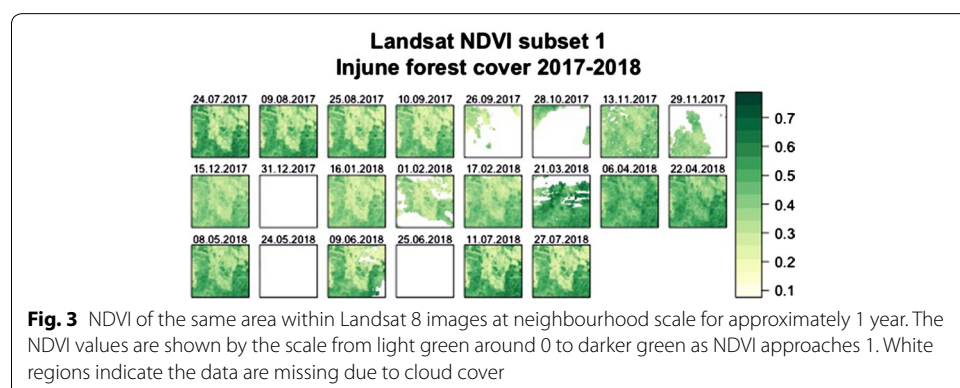 Landsat NDVI subset 1
Injune forest cover 2017-2018
24.07.2017 09.08.2017 25.08.2017 10.09.2017 26.09.2017 28.10.2017 13.11.2017 29.11.2017
0.7
0.6
15.12.2017 31.12.2017 16.01.2018 01.02.2018 17.02.2018 21.03.2018 06.04.2018 22.04.2018
0.5
0.4
0.3
08.05.2018 24.05.2018 09.06.2018 25.06.2018 11.07.2018 27.07.2018
0.2
0.1
Fig. 3 NDVI of the same area within Landsat 8 images at neighbourhood scale for approximately 1 year. The
NDVI values are shown by the scale from light green around 0 to darker green as NDVI approaches 1. White
regions indicate the data are missing due to cloud cover